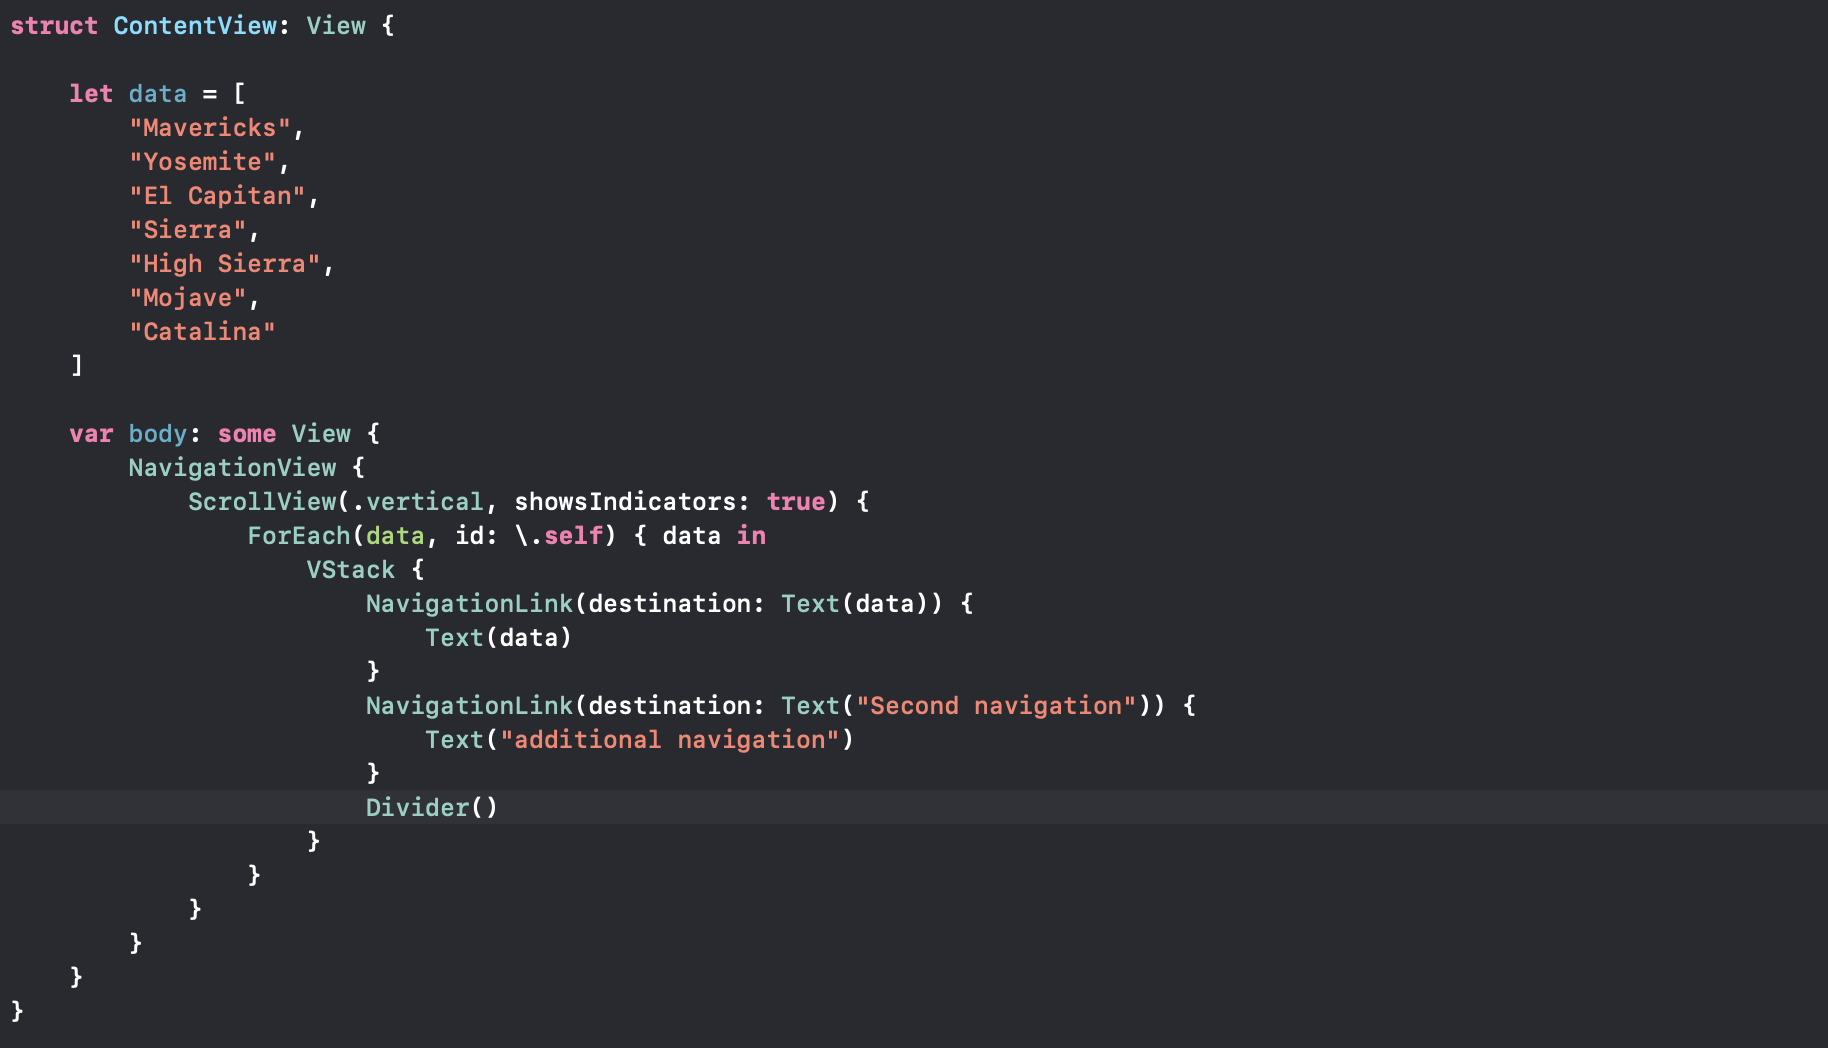 struct ContentView: View {
    let data = [
        "Mavericks",
        "Yosemite",
        "El Capitan",
        "Sierra",
        "High Sierra",
        "Mojave",
        "Catalina"
    ]
    var body: some View {
        NavigationView {
            ScrollView(.vertical, showsIndicators: true) {
                ForEach(data, id: \.self) { data in
                    VStack {
                        NavigationLink(destination: Text(data)) {
                            Text(data)
                        }
                        NavigationLink(destination: Text("Second navigation")) {
                            Text("additional navigation")
                        }
                        Divider()
                    }
                }
            }
        }
    }
}